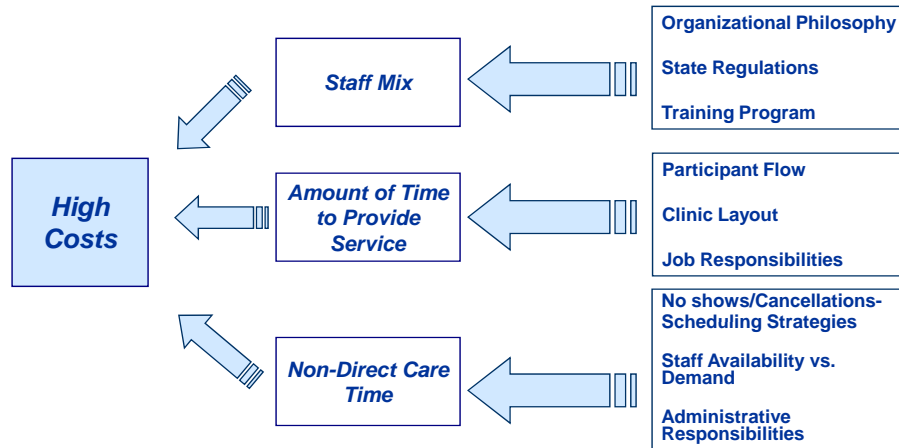 Organizational Philosophy
State Regulations
Training Program
Staff Mix
High
Costs
Amount of Time
to Provide
Service
Participant Flow
Clinic Layout
Job Responsibilities
Non-Direct Care
Time
No shows/Cancellations-
Scheduling Strategies
Staff Availability vs.
Demand
Administrative
Responsibilities